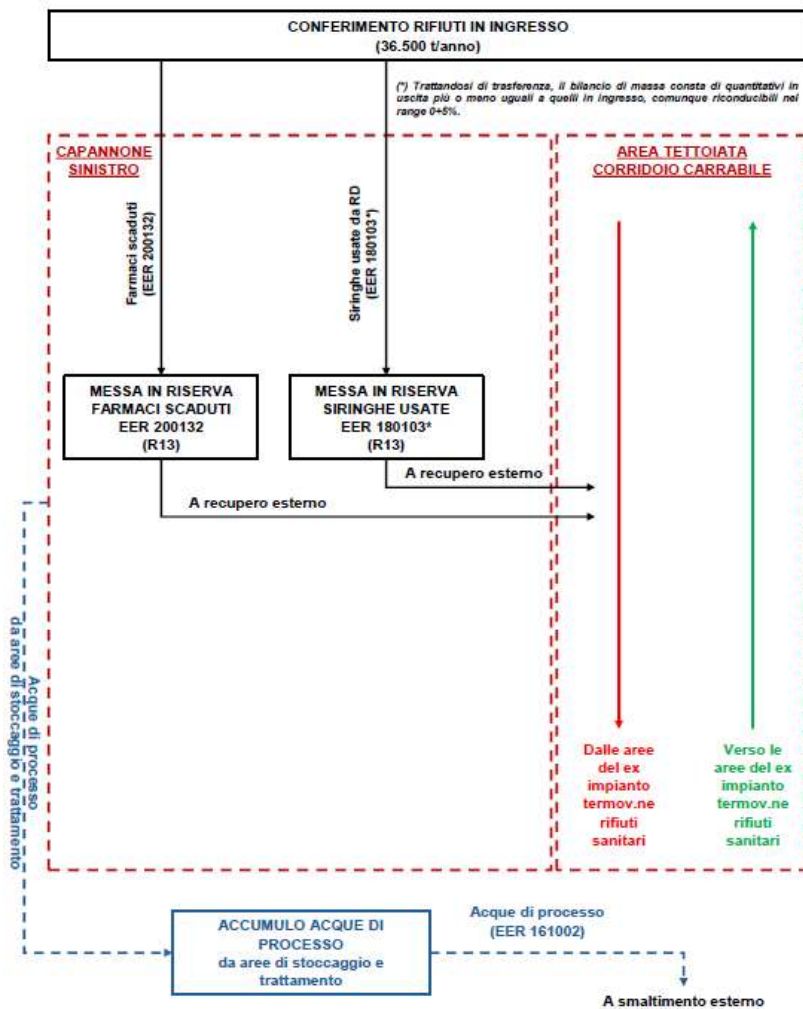 CONFERIMENTO RIFIUTI IN INGRESSO
(36.500 t/anno)
(*) Trattandosi di trasferenza, il bilancio di massa consta di quantitativi in
uscita più o meno uguali a quelli in ingresso, comunque riconducibili nel
range 0÷5%.
CAPANNONE
SINISTRO
AREA TETTOIATA
CORRIDOIO CARRABILE
Farmaci scaduti
(EER 200132)
Siringhe usate da RD
(EER 180103*)
MESSA IN RISERVA
FARMACI SCADUTI
EER 200132
(R13)
MESSA IN RISERVA
SIRINGHE USATE
EER 180103*
(R13)
A recupero esterno
A recupero esterno
Acque di processo
da aree di stoccaggio e trattamento
Dalle aree
del ex
impianto
termov.ne
rifiuti
sanitari
Verso le
aree del ex
impianto
termov.ne
rifiuti
sanitari
ACCUMULO ACQUE DI
PROCESSO
da aree di stoccaggio e
trattamento
Acque di processo
(EER 161002)
A smaltimento esterno